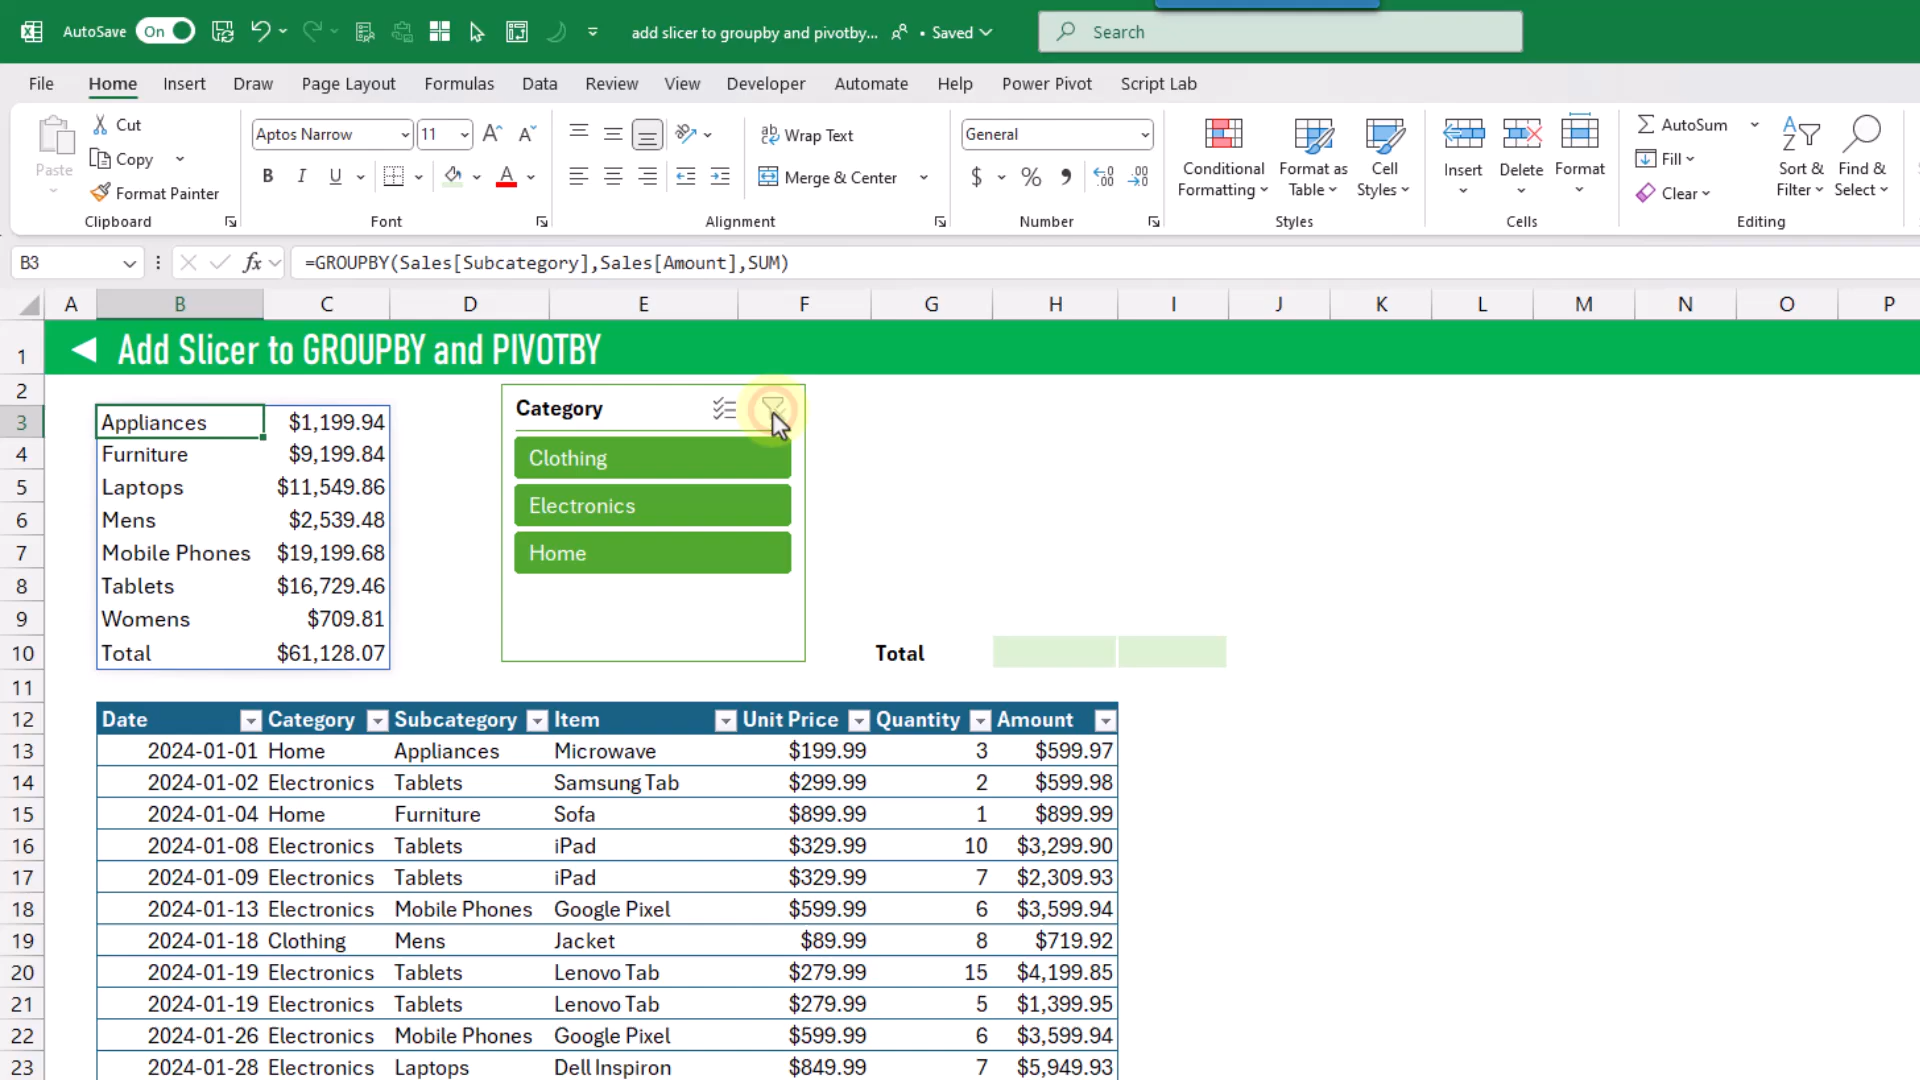 AutoSave On add slicer to groupby and pivotby... • Saved Search
File Home Insert Draw Page Layout Formulas Data Review View Developer Automate Help Power Pivot Script Lab
Paste
Cut
Copy
Format Painter
Clipboard
Aptos Narrow 11 A A
B I U A
Font
ab Wrap Text
Merge & Center
Alignment
General
$ % 9 .00 .00
Number
Conditional Formatting
Format as Table
Cell Styles
Styles
Insert Delete Format
Cells
AutoSum
Fill
Clear
Sort & Filter
Find & Select
Editing
B3 fx =GROUPBY(Sales[Subcategory],Sales[Amount],SUM)
A B C D E F G H I J K L M N O P
1 Add Slicer to GROUPBY and PIVOTBY
2 Category
3 Appliances $1,199.94
4 Furniture $9,199.84 Clothing
5 Laptops $11,549.86 Electronics
6 Mens $2,539.48
7 Mobile Phones $19,199.68 Home
8 Tablets $16,729.46
9 Womens $709.81
10 Total $61,128.07 Total
11
12 Date Category Subcategory Item Unit Price Quantity Amount
13 2024-01-01 Home Appliances Microwave $199.99 3 $599.97
14 2024-01-02 Electronics Tablets Samsung Tab $299.99 2 $599.98
15 2024-01-04 Home Furniture Sofa $899.99 1 $899.99
16 2024-01-08 Electronics Tablets iPad $329.99 10 $3,299.90
17 2024-01-09 Electronics Tablets iPad $329.99 7 $2,309.93
18 2024-01-13 Electronics Mobile Phones Google Pixel $599.99 6 $3,599.94
19 2024-01-18 Clothing Mens Jacket $89.99 8 $719.92
20 2024-01-19 Electronics Tablets Lenovo Tab $279.99 15 $4,199.85
21 2024-01-19 Electronics Tablets Lenovo Tab $279.99 5 $1,399.95
22 2024-01-26 Electronics Mobile Phones Google Pixel $599.99 6 $3,599.94
23 2024-01-28 Electronics Laptops Dell Inspiron $849.99 7 $5,949.93